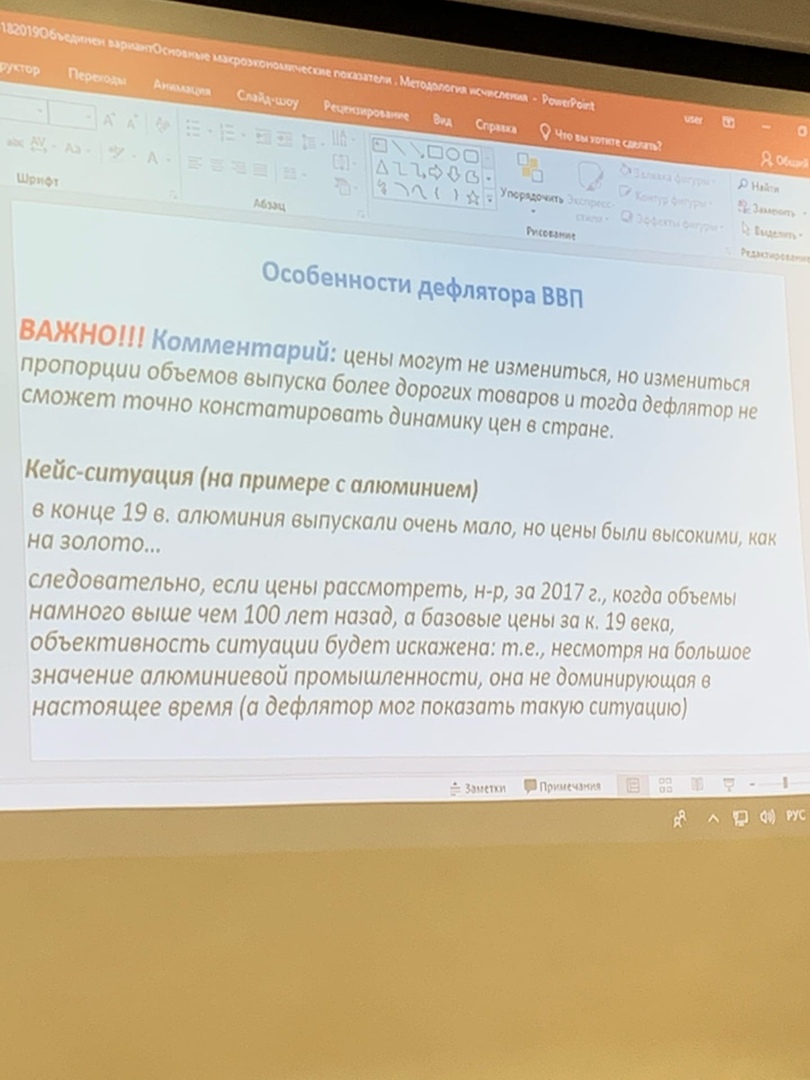 182019Объединен вариантОсновные макроэкономические показатели . Методология исчисления - PowerPoint
user
руктор Переходы Анимация Слайд-шоу Рецензирование Вид Справка Что вы хотите сделать?
Общий
Шрифт
Абзац
Упорядочить
Экспресс-
стили
Рисование
Заливка фигуры
Контур фигуры
Эффекты фигуры
Найти
Заменить
Выделить
Редактирование
Особенности дефлятора ВВП
ВАЖНО!!! Комментарий: цены могут не измениться, но измениться
пропорции объемов выпуска более дорогих товаров и тогда дефлятор не
сможет точно констатировать динамику цен в стране.
Кейс-ситуация (на примере с алюминием)
в конце 19 в. алюминия выпускали очень мало, но цены были высокими, как
на золото...
следовательно, если цены рассмотреть, н-р, за 2017 г., когда объемы
намного выше чем 100 лет назад, а базовые цены за к. 19 века,
объективность ситуации будет искажена: т.е., несмотря на большое
значение алюминиевой промышленности, она не доминирующая в
настоящее время (а дефлятор мог показать такую ситуацию)
Заметки Примечания
РУС